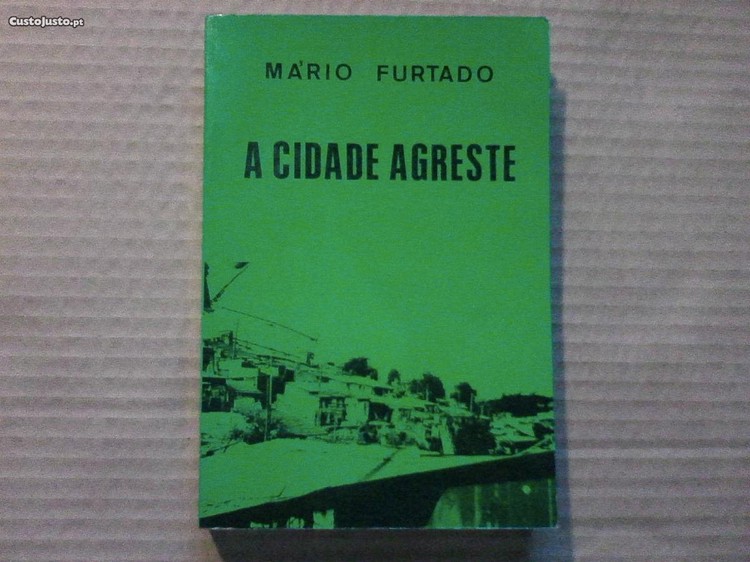 CustoJusto.pt
MÁRIO FURTADO
A CIDADE AGRESTE